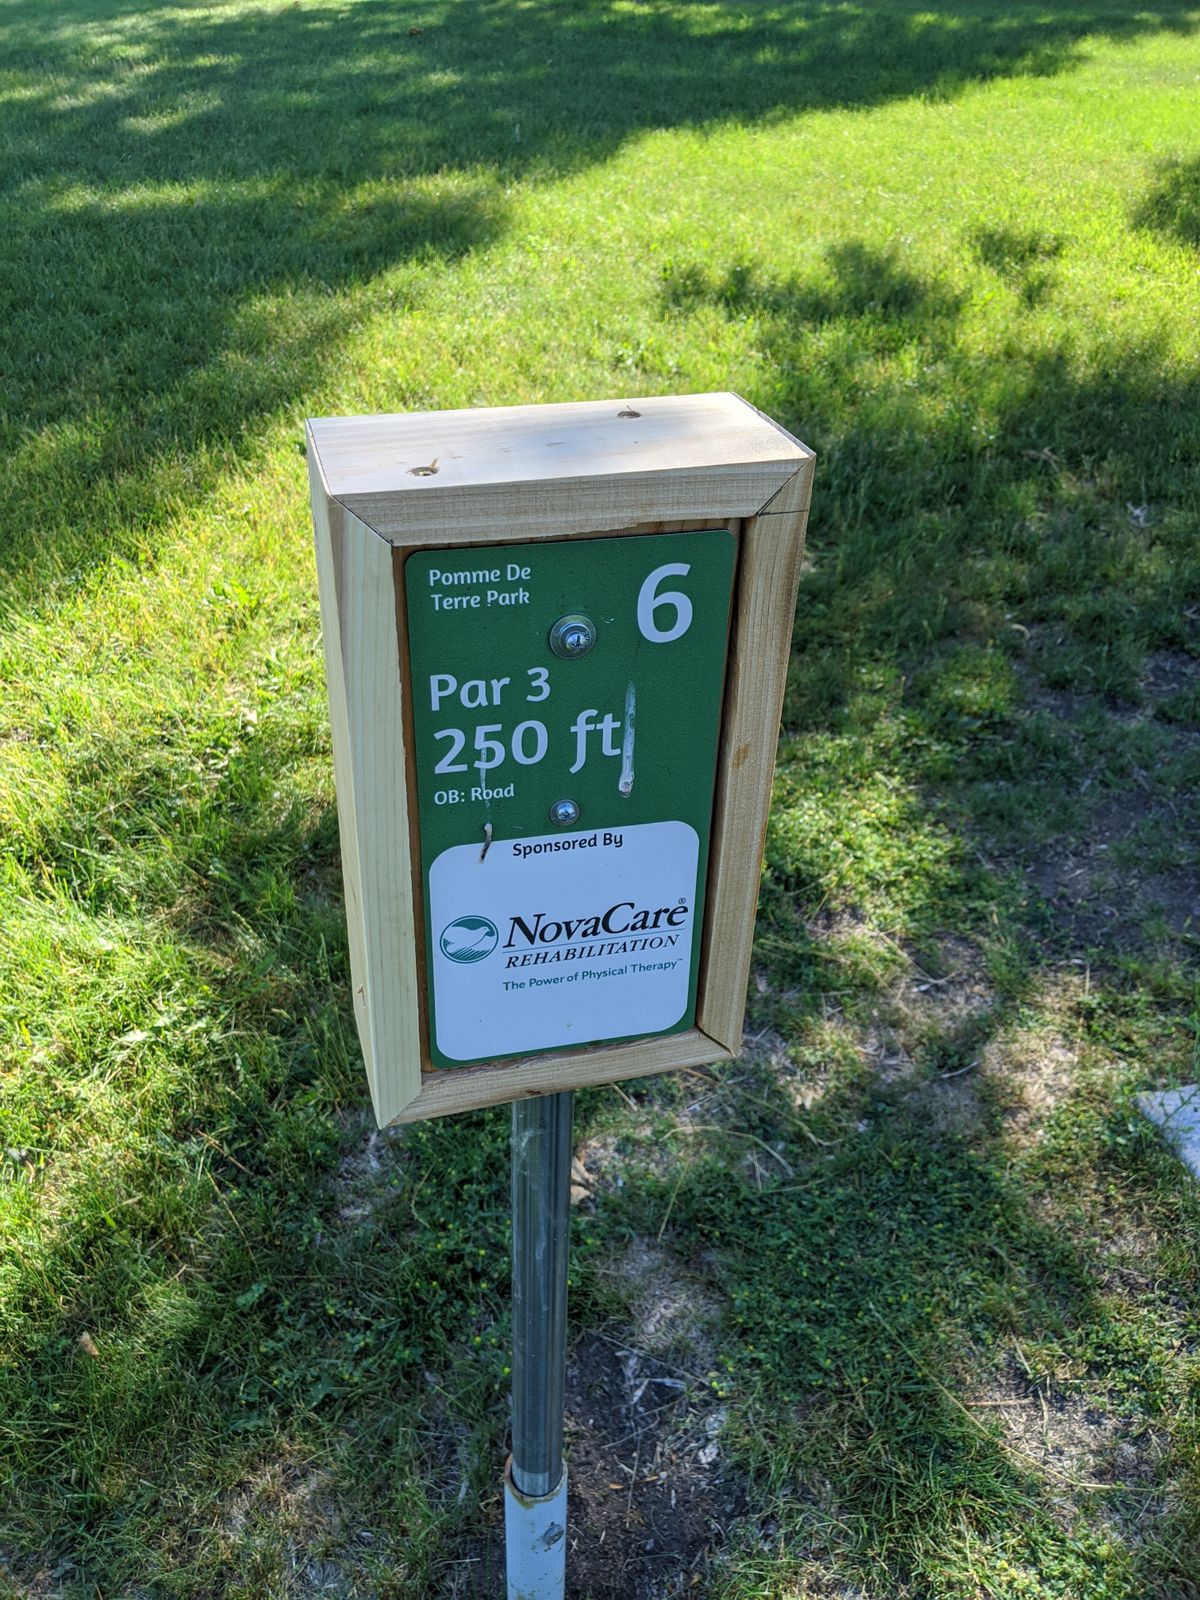 Pomme De
Terre Park
6
Par 3
250 ft
OB: Road
Sponsored By
NovaCare®
REHABILITATION
The Power of Physical Therapy™